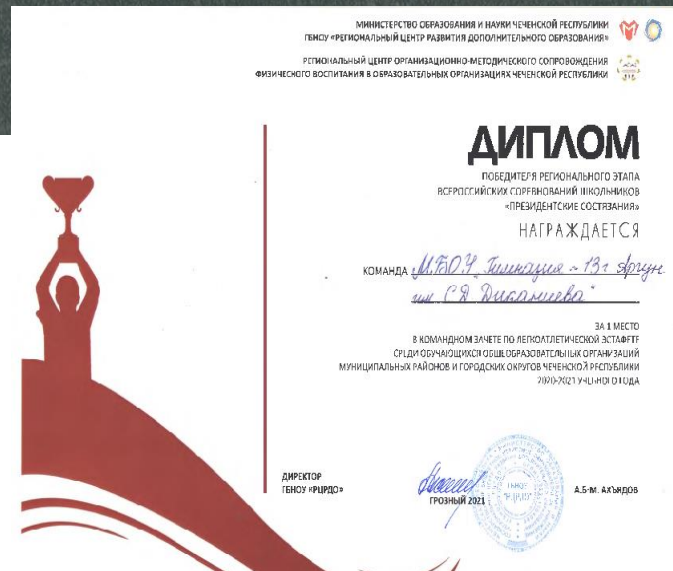 МИНИСТЕРСТВО ОБРАЗОВАНИЯ И НАУКИ ЧЕЧЕНСКОЙ РЕСПУБЛИКИ
ГБНОУ «РЕГИОНАЛЬНЫЙ ЦЕНТР РАЗВИТИЯ ДОПОЛНИТЕЛЬНОГО ОБРАЗОВАНИЯ»
РЕГИОНАЛЬНЫЙ ЦЕНТР ОРГАНИЗАЦИОННО-МЕТОДИЧЕСКОГО СОПРОВОЖДЕНИЯ
ФИЗИЧЕСКОГО ВОСПИТАНИЯ В ОБРАЗОВАТЕЛЬНЫХ ОРГАНИЗАЦИЯХ ЧЕЧЕНСКОЙ РЕСПУБЛИКИ
ДИПЛОМ
ПОБЕДИТЕЛЯ РЕГИОНАЛЬНОГО ЭТАПА
ВСЕРОССИЙСКИХ СОРЕВНОВАНИЙ ШКОЛЬНИКОВ
«ПРЕЗИДЕНТСКИЕ СОСТЯЗАНИЯ»
НАГРАЖДАЕТСЯ
КОМАНДА МБОУ "Гимназия - 13 г Аргун
им. С Д Диканиева"
ЗА 1 МЕСТО
В КОМАНДНОМ ЗАЧЕТЕ ПО ЛЕГКОАТЛЕТИЧЕСКОЙ ЭСТАФЕТЕ
СРЕДИ ОБУЧАЮЩИХСЯ ОБЩЕОБРАЗОВАТЕЛЬНЫХ ОРГАНИЗАЦИЙ
МУНИЦИПАЛЬНЫХ РАЙОНОВ И ГОРОДСКИХ ОКРУГОВ ЧЕЧЕНСКОЙ РЕСПУБЛИКИ
2020-2021 УЧЕБНОГО ГОДА
ДИРЕКТОР
ГБНОУ «РЦРДО»
ГРОЗНЫЙ 2021
А.Б-М. АХЪЯДОВ
ГБНОУ
"РЦРДО"